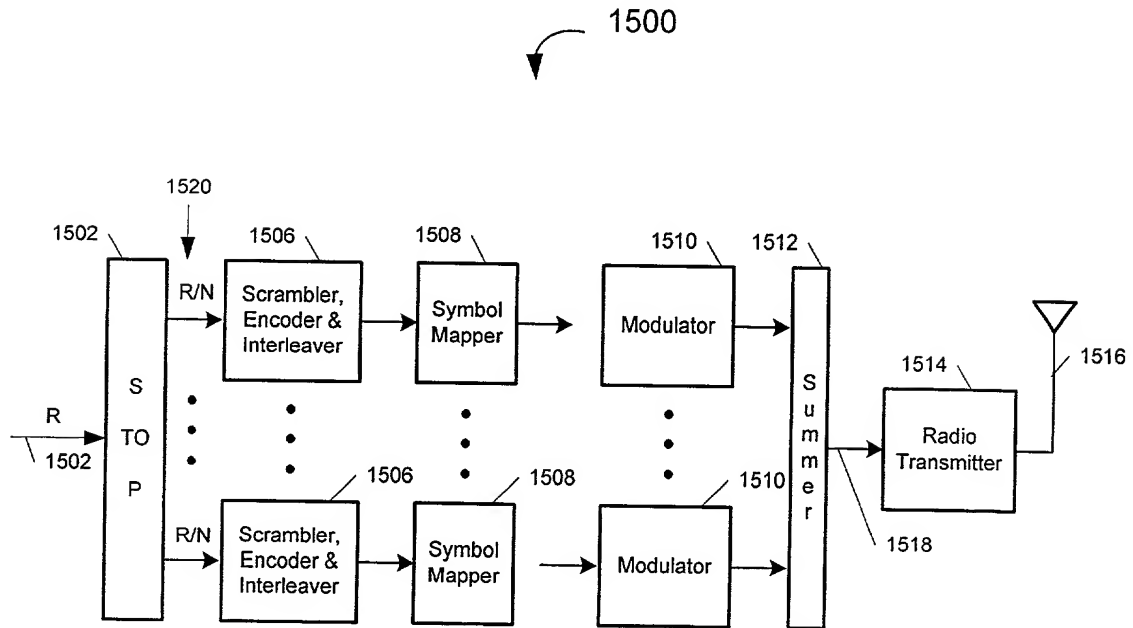 1500
1520
1502
1506
1508
1510
1512
R/N
Scrambler,
Encoder &
Interleaver
Symbol
Mapper
Modulator
1514
1516
S
TO
P
R
1502
Summer
Radio
Transmitter
1506
1508
1510
R/N
Scrambler,
Encoder &
Interleaver
Symbol
Mapper
Modulator
1518